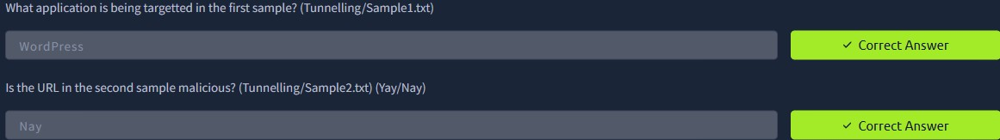 What application is being targetted in the first sample? (Tunnelling/Sample1.txt)
WordPress
✓ Correct Answer
Is the URL in the second sample malicious? (Tunnelling/Sample2.txt) (Yay/Nay)
Nay
✓ Correct Answer